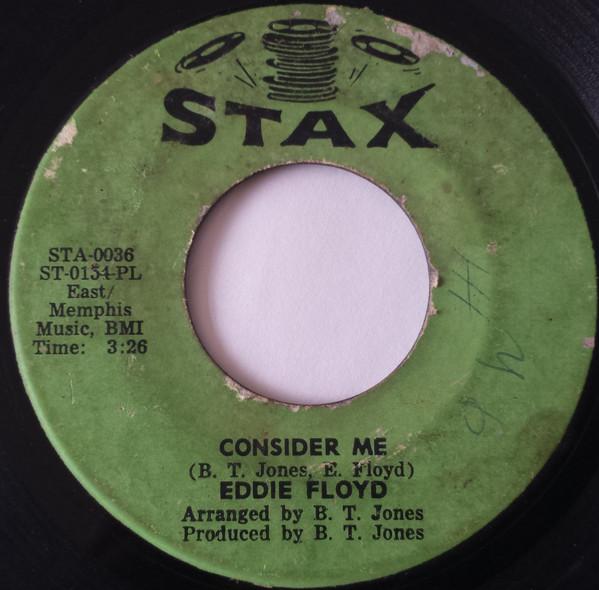 STAX
STA-0036
ST-0154-PL
East/
Memphis
Music, BMI
Time: 3:26
CONSIDER ME
(B. T. Jones, E. Floyd)
EDDIE FLOYD
Arranged by B. T. Jones
Produced by B. T. Jones